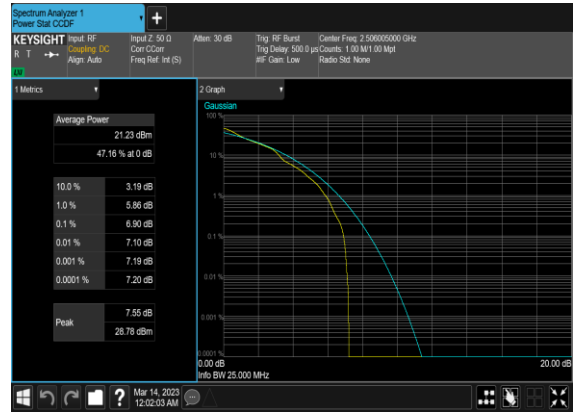 Spectrum Analyzer 1
Power Stat CCDF
+
KEYSIGHT
R T
LU
Input: RF
Coupling: DC
Align: Auto
Input Z: 50 Ω
Corr CCorr
Freq Ref: Int (S)
Atten: 30 dB
Trig: RF Burst
Trig Delay: 500.0 µs
#IF Gain: Low
Center Freq: 2.506005000 GHz
Counts: 1.00 M/1.00 Mpt
Radio Std: None
1 Metrics
Average Power
21.23 dBm
47.16 % at 0 dB
10.0 % 3.19 dB
1.0 % 5.86 dB
0.1 % 6.90 dB
0.01 % 7.10 dB
0.001 % 7.19 dB
0.0001 % 7.20 dB
Peak
7.55 dB
28.78 dBm
2 Graph
Gaussian
100 %
10 %
1 %
0.1 %
0.01 %
0.001 %
0.0001 %
0.00 dB 20.00 dB
Info BW 25.000 MHz
?
Mar 14, 2023
12:02:03 AM